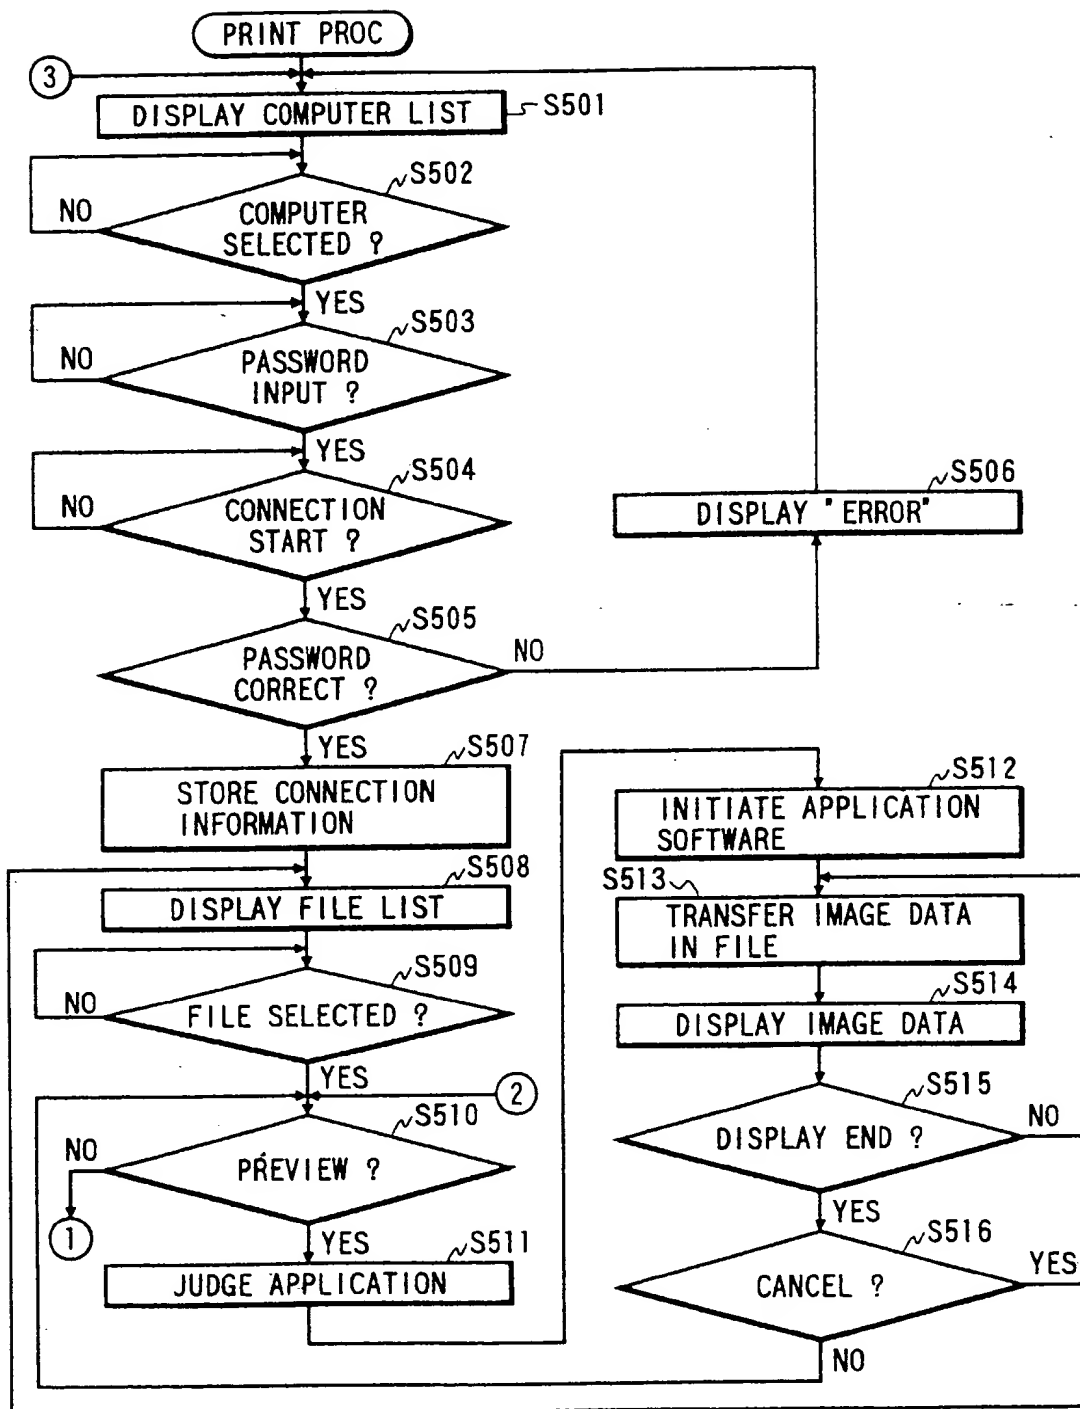 PRINT PROC
3
DISPLAY COMPUTER LIST
S501
S502
NO
COMPUTER
SELECTED ?
YES
S503
NO
PASSWORD
INPUT ?
YES
S504
NO
CONNECTION
START ?
S506
DISPLAY "ERROR"
YES
S505
PASSWORD
CORRECT ?
NO
YES
S507
STORE CONNECTION
INFORMATION
S508
DISPLAY FILE LIST
S509
NO
FILE SELECTED ?
YES
2
S510
NO
PREVIEW ?
1
YES
S511
JUDGE APPLICATION
S512
INITIATE APPLICATION
SOFTWARE
S513
TRANSFER IMAGE DATA
IN FILE
S514
DISPLAY IMAGE DATA
S515
DISPLAY END ?
NO
YES
S516
CANCEL ?
YES
NO